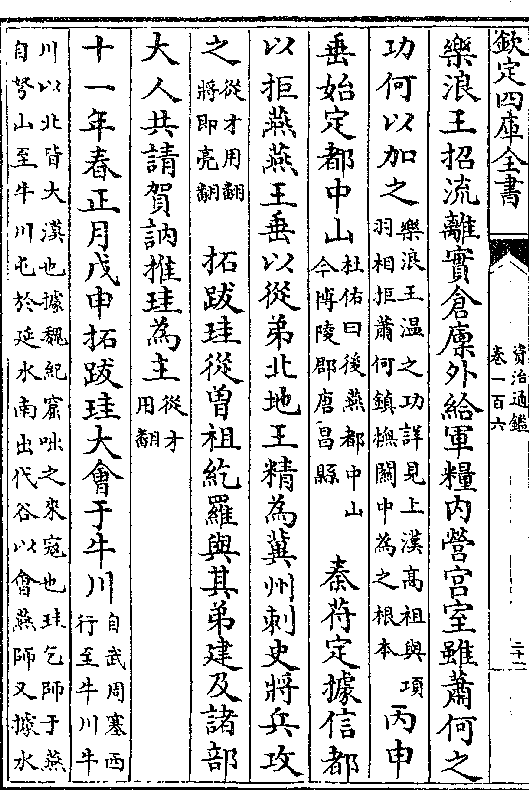 欽定四庫全書
資治通鑑
卷一百六
二十二
樂浪王招流離實倉廪外給軍糧内營宫室雖蕭何之
功何以加之
樂浪王温之功詳見上漢高祖與項
羽相拒蕭何鎮撫關中為之根本
丙申
垂始定都中山
杜佑曰後燕都中山
今博陵郡唐昌縣
秦苻定據信都
以拒燕燕王垂以從弟北地王精為冀州刺史將兵攻
之
從才用翻
將即亮翻
拓跋珪從曽祖紇羅與其弟建及諸部
大人共請賀訥推珪為主
從才
用翻
十一年春正月戊申拓跋珪大會于牛川
自武周塞西
行至牛川牛
川以北皆大漠也據魏紀窟咄之來宼也珪乞師于燕
自弩山至牛川屯於延水南出代谷以會燕師又據水